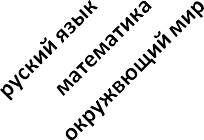 руский язык
математика
окружвющий мир